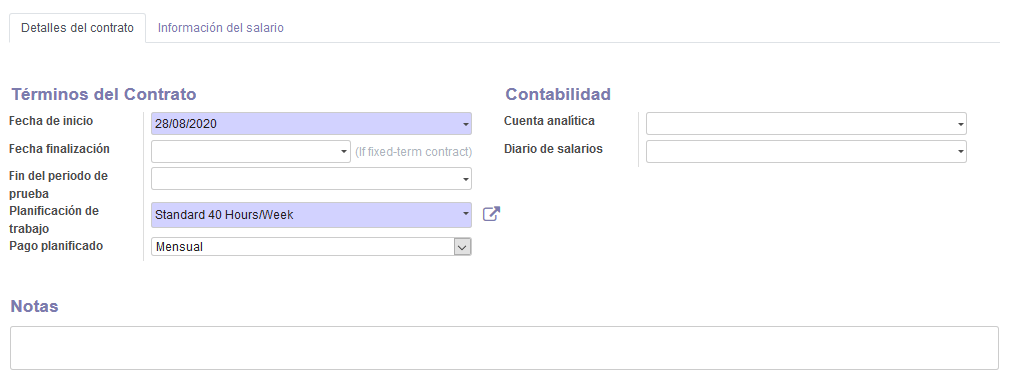 Detalles del contrato
Información del salario
Términos del Contrato
Fecha de inicio
28/08/2020
Fecha finalización
(If fixed-term contract)
Fin del periodo de
prueba
Planificación de
trabajo
Standard 40 Hours/Week
Pago planificado
Mensual
Contabilidad
Cuenta analítica
Diario de salarios
Notas